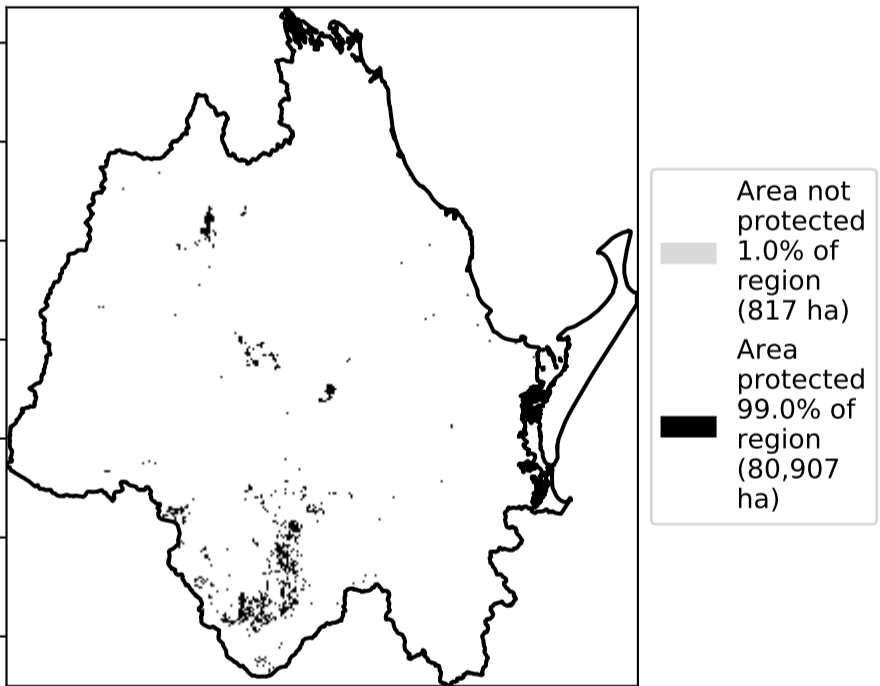 Area not
protected
1.0% of
region
(817 ha)
Area
protected
99.0% of
region
(80,907
ha)